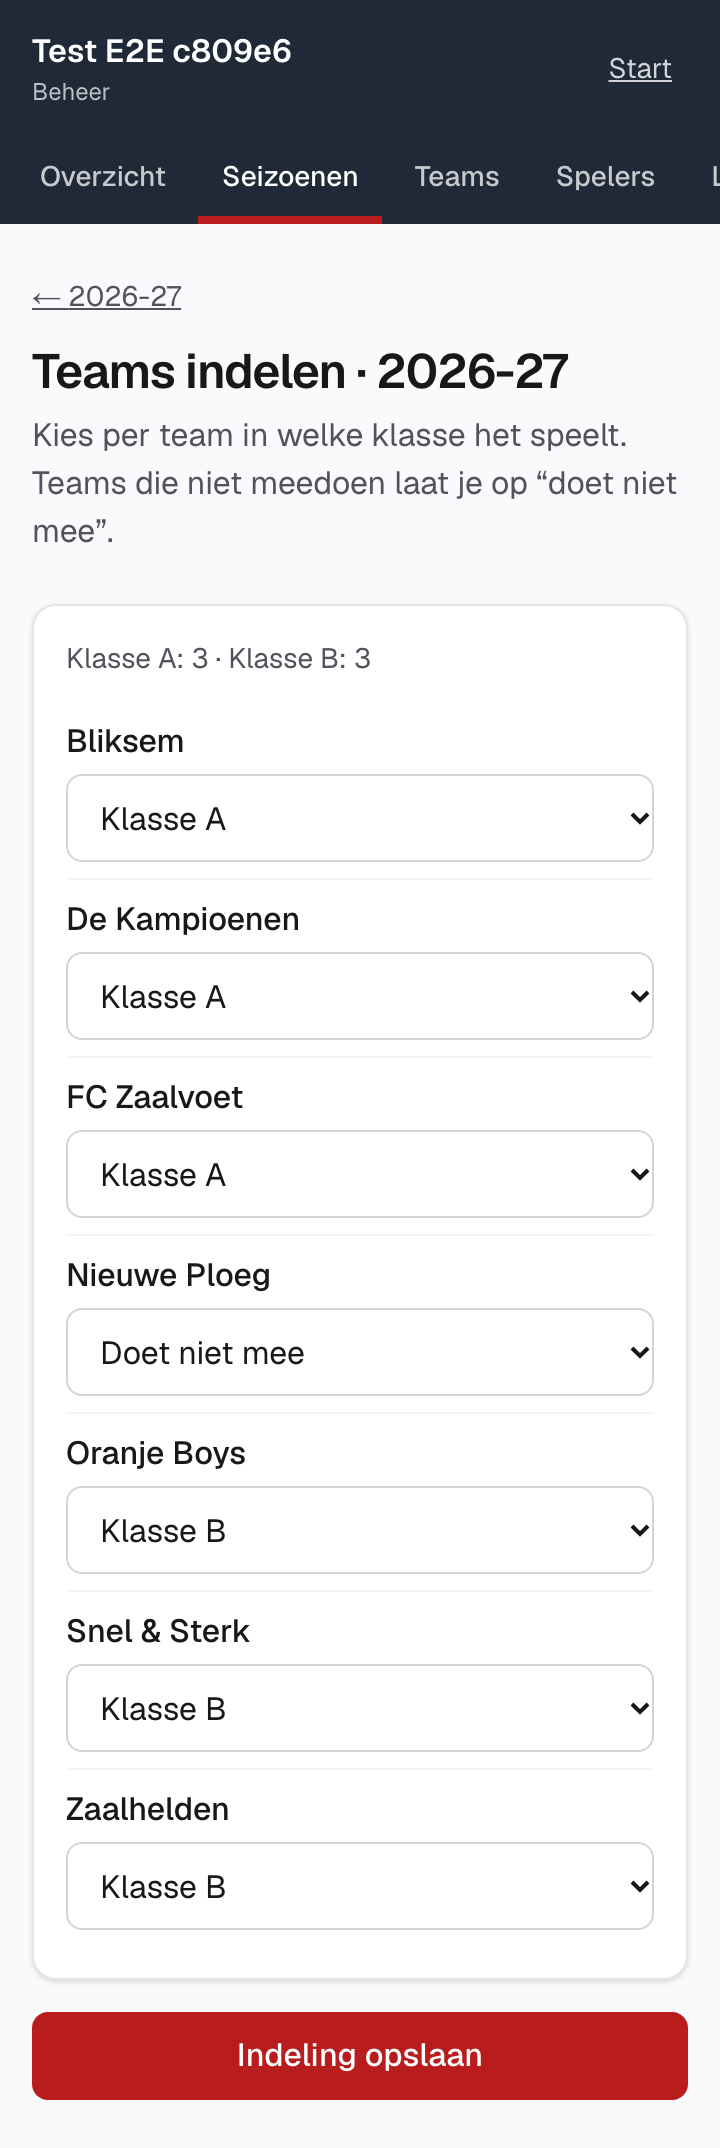 Test E2E c809e6
Beheer
Start
Overzicht Seizoenen Teams Spelers L
← 2026-27
Teams indelen · 2026-27
Kies per team in welke klasse het speelt.
Teams die niet meedoen laat je op “doet niet
mee”.
Klasse A: 3 · Klasse B: 3
Bliksem
Klasse A
De Kampioenen
Klasse A
FC Zaalvoet
Klasse A
Nieuwe Ploeg
Doet niet mee
Oranje Boys
Klasse B
Snel & Sterk
Klasse B
Zaalhelden
Klasse B
Indeling opslaan